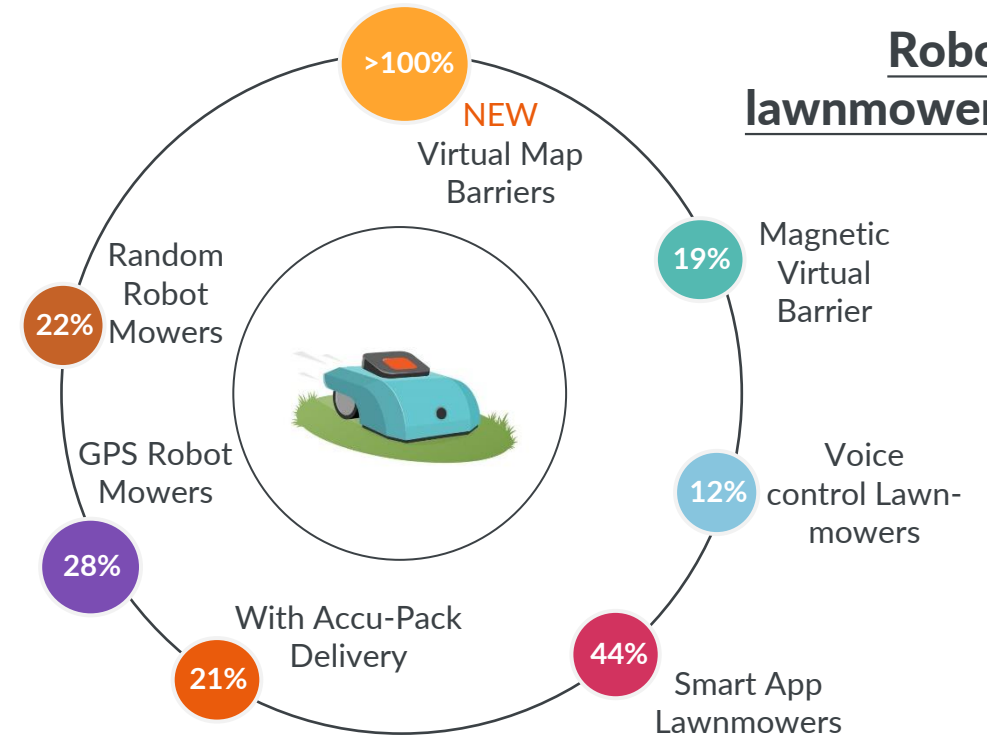 Robo
lawnmower
>100%
NEW
Virtual Map
Barriers
19%
Magnetic
Virtual
Barrier
12%
Voice
control Lawn-
mowers
44%
Smart App
Lawnmowers
With Accu-Pack
Delivery
21%
GPS Robot
Mowers
28%
Random
Robot
Mowers
22%